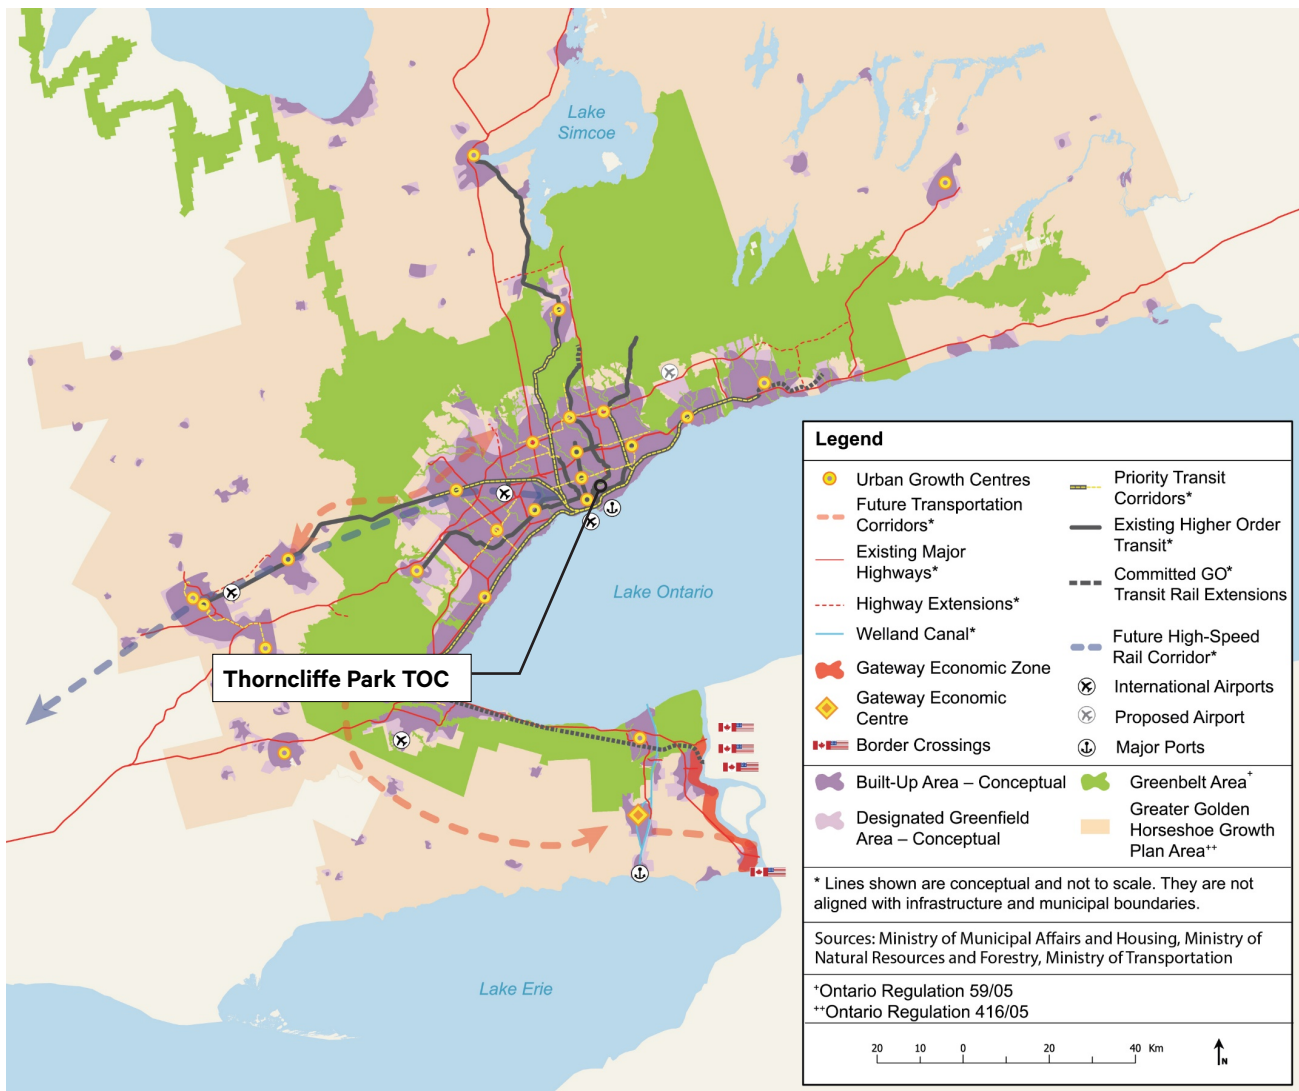 Lake
Simcoe
Lake Ontario
Thorncliffe Park TOC
Lake Erie
Legend
Urban Growth Centres
Future Transportation
Corridors*
Existing Major
Highways*
Highway Extensions*
Welland Canal*
Gateway Economic Zone
Gateway Economic
Centre
Border Crossings
Priority Transit
Corridors*
Existing Higher Order
Transit*
Committed GO*
Transit Rail Extensions
Future High-Speed
Rail Corridor*
International Airports
Proposed Airport
Major Ports
Built-Up Area – Conceptual
Designated Greenfield
Area – Conceptual
Greenbelt Area+
Greater Golden
Horseshoe Growth
Plan Area++
* Lines shown are conceptual and not to scale. They are not
aligned with infrastructure and municipal boundaries.
Sources: Ministry of Municipal Affairs and Housing, Ministry of
Natural Resources and Forestry, Ministry of Transportation
+Ontario Regulation 59/05
++Ontario Regulation 416/05
20 10 0 20 40 Km
N